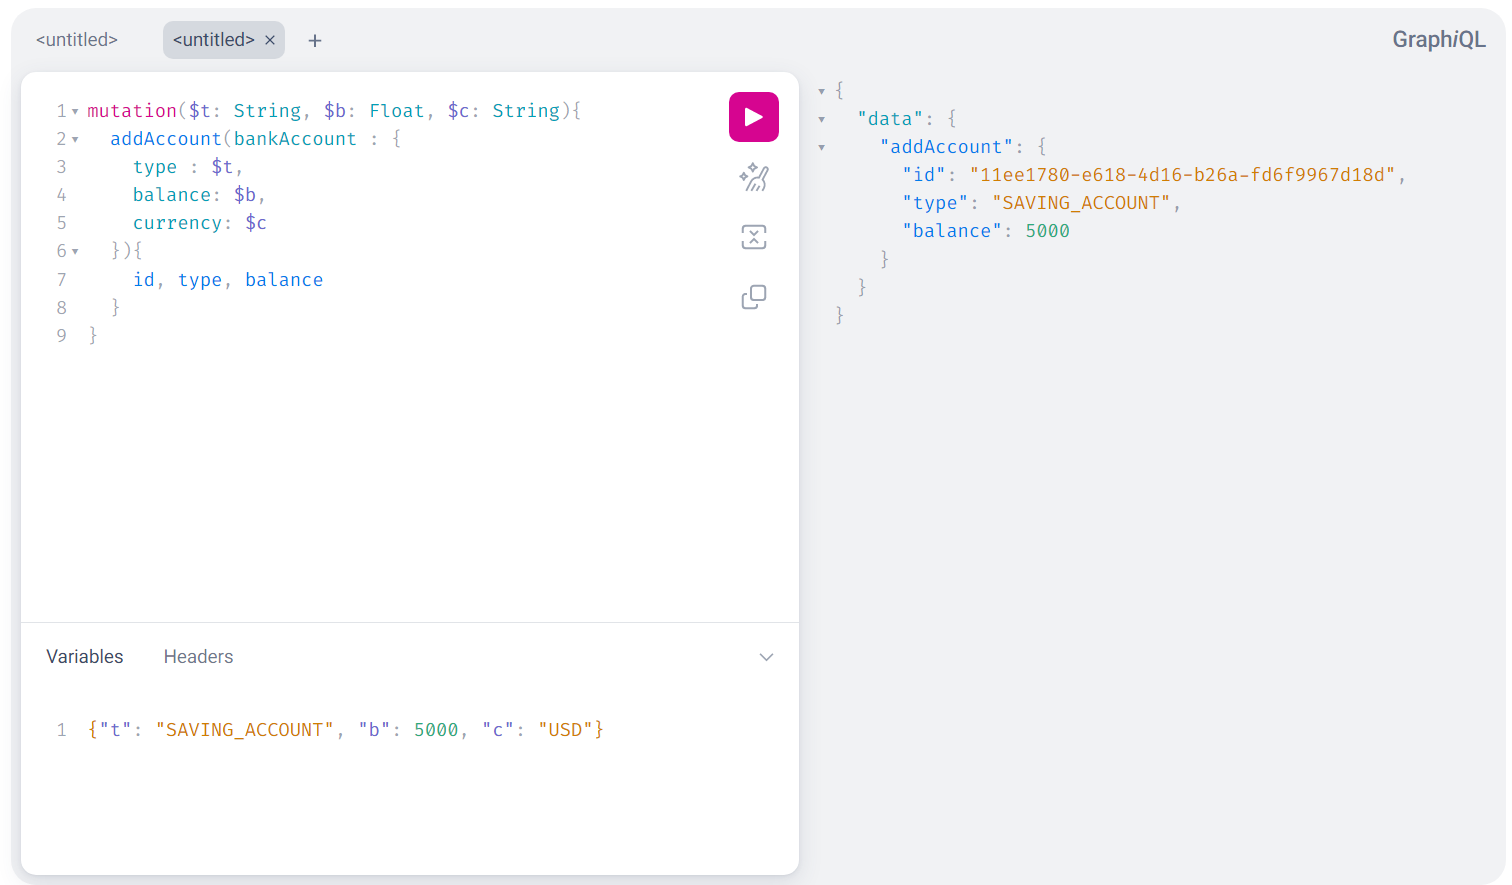 <untitled> <untitled> × + GraphiQL
1 mutation($t: String, $b: Float, $c: String){
2 addAccount(bankAccount : {
3 type : $t,
4 balance: $b,
5 currency: $c
6 }){
7 id, type, balance
8 }
9 }
Variables Headers
1 {"t": "SAVING_ACCOUNT", "b": 5000, "c": "USD"}
{
"data": {
"addAccount": {
"id": "11ee1780-e618-4d16-b26a-fd6f9967d18d",
"type": "SAVING_ACCOUNT",
"balance": 5000
}
}
}